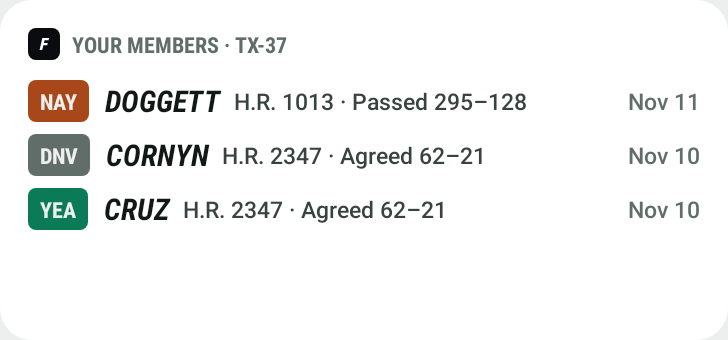 F YOUR MEMBERS · TX-37
NAY DOGGETT H.R. 1013 · Passed 295–128 Nov 11
DNV CORNYN H.R. 2347 · Agreed 62–21 Nov 10
YEA CRUZ H.R. 2347 · Agreed 62–21 Nov 10